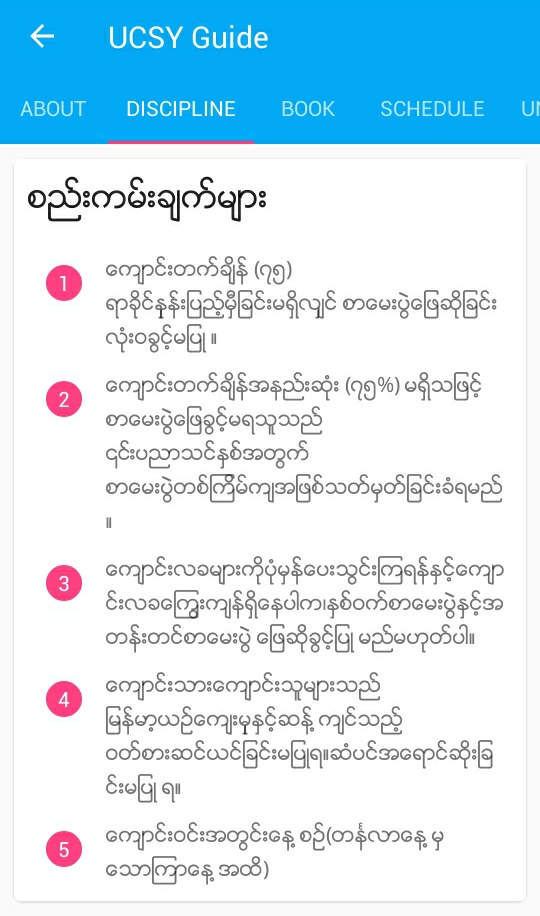 UCSY Guide
ABOUT DISCIPLINE BOOK SCHEDULE UN
စည်းကမ်းချက်များ
1 ကျောင်းတက်ချိန် (၇၅)
ရာခိုင်နှုန်းပြည့်မှီခြင်းမရှိလျှင် စာမေးပွဲဖြေဆိုခြင်း
လုံးဝခွင့်မပြု ။
2 ကျောင်းတက်ချိန်အနည်းဆုံး (၇၅%) မရှိသဖြင့်
စာမေးပွဲဖြေခွင့်မရသူသည်
၎င်းပညာသင်နှစ်အတွက်
စာမေးပွဲတစ်ကြိမ်ကျအဖြစ်သတ်မှတ်ခြင်းခံရမည်
။
3 ကျောင်းလခများကိုပုံမှန်ပေးသွင်းကြရန်နှင့်ကျော
င်းလခကြွေးကျန်ရှိနေပါက၊နှစ်ဝက်စာမေးပွဲနှင့်အ
တန်းတင်စာမေးပွဲ ဖြေဆိုခွင့်ပြု မည်မဟုတ်ပါ။
4 ကျောင်းသားကျောင်းသူများသည်
မြန်မာ့ယဉ်ကျေးမှုနှင့်ဆန့် ကျင်သည့်
ဝတ်စားဆင်ယင်ခြင်းမပြုရ။ဆံပင်အရောင်ဆိုးခြ
င်းမပြု ရ။
5 ကျောင်းဝင်းအတွင်းနေ့ စဉ်(တနင်္လာနေ့ မှ
သောကြာနေ့ အထိ)